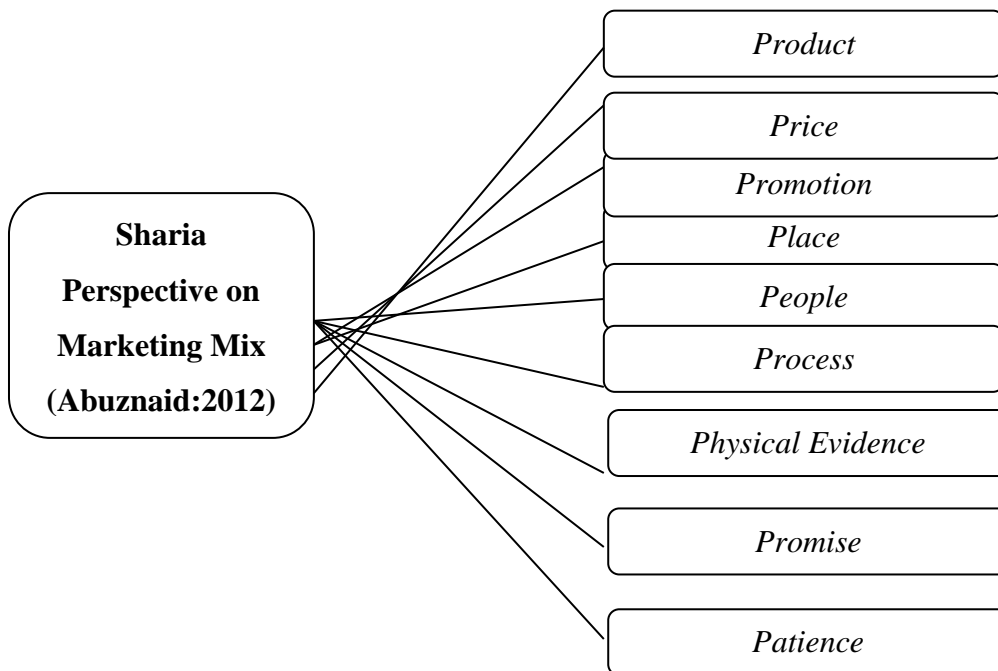 Sharia
Perspective on
Marketing Mix
(Abuznaid:2012)
Product
Price
Promotion
Place
People
Process
Physical Evidence
Promise
Patience